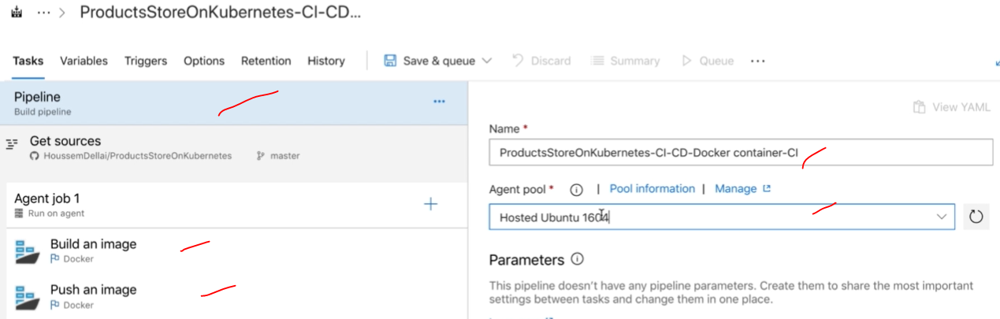 ··· > ProductsStoreOnKubernetes-CI-CD...
Tasks Variables Triggers Options Retention History Save & queue Discard Summary Queue ...
Pipeline
Build pipeline
Get sources
HoussemDellai/ProductsStoreOnKubernetes master
Agent job 1
Run on agent
Build an image
Docker
Push an image
Docker
View YAML
Name *
ProductsStoreOnKubernetes-CI-CD-Docker container-CI
Agent pool * | Pool information | Manage
Hosted Ubuntu 1604
Parameters
This pipeline doesn't have any pipeline parameters. Create them to share the most important
settings between tasks and change them in one place.